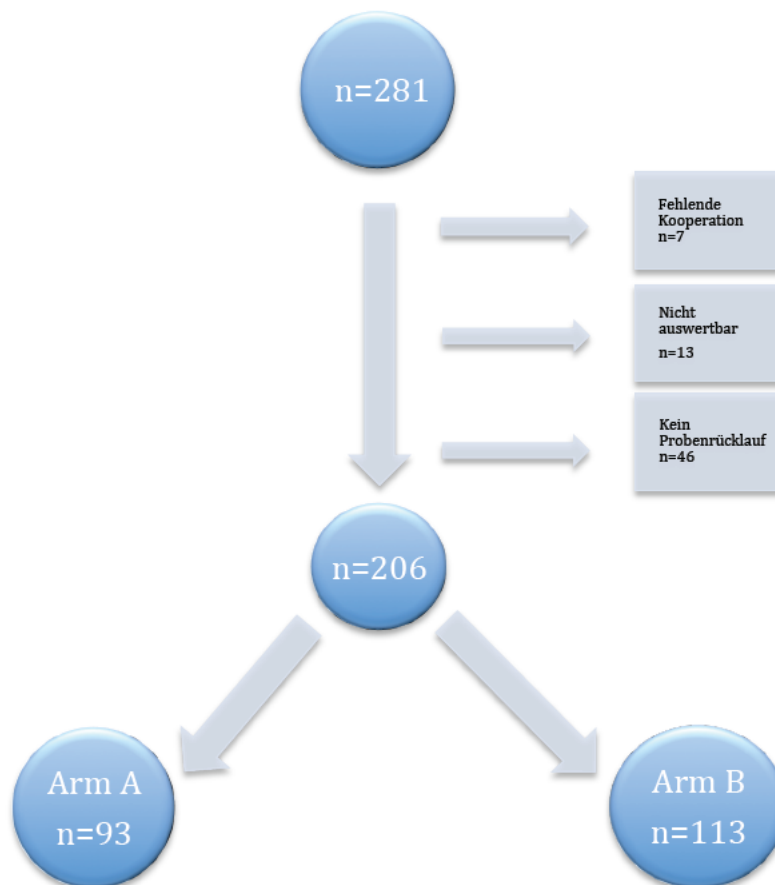 n=281
Fehlende
Kooperation
n=7
Nicht
auswertbar
n=13
Kein
Probenrücklauf
n=46
n=206
Arm A
n=93
Arm B
n=113